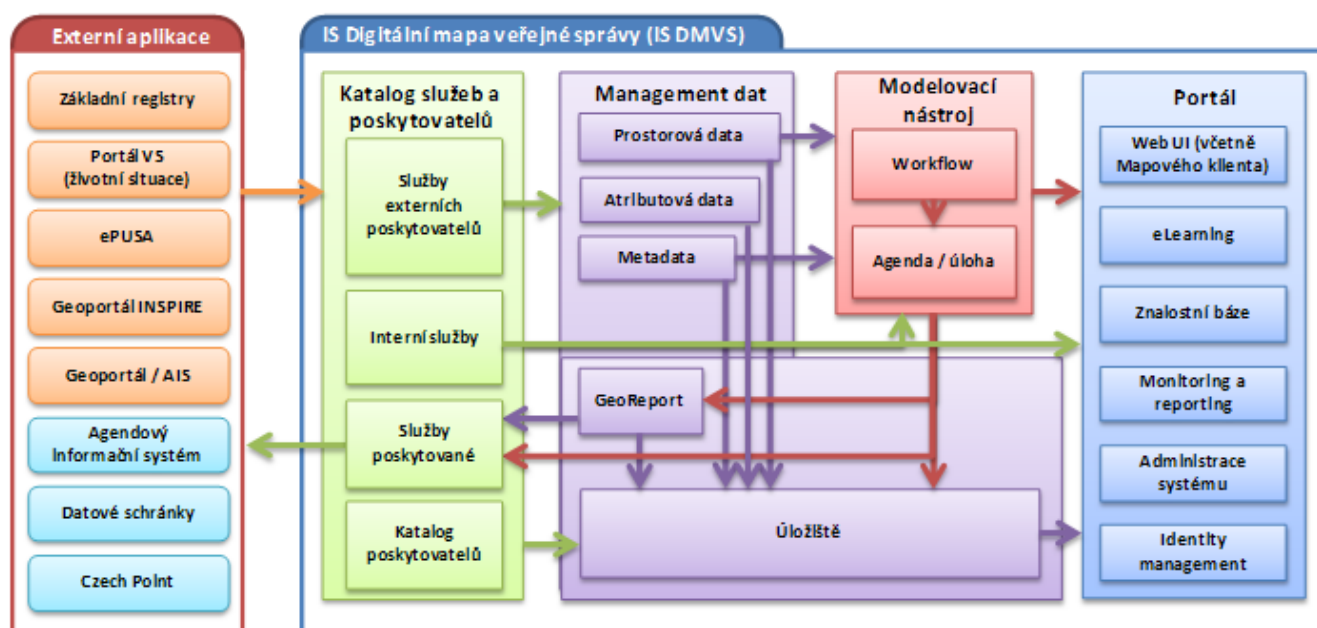 Externí aplikace
Základní registry
Portál VS
(životní situace)
ePUSA
Geoportál INSPIRE
Geoportál / AIS
Agendový
Informační systém
Datové schránky
Czech Point
IS Digitální mapa veřejné správy (IS DMVS)
Katalog služeb a
poskytovatelů
Služby
externích
poskytovatelů
Interní služby
Služby
poskytované
Katalog
poskytovatelů
Management dat
Prostorová data
Atributová data
Metadata
GeoReport
Úložiště
Modelovací
nástroj
Workflow
Agenda / úloha
Portál
Web UI (včetně
Mapového klienta)
eLearning
Znalostní báze
Monitoring a
reporting
Administrace
systému
Identity
management